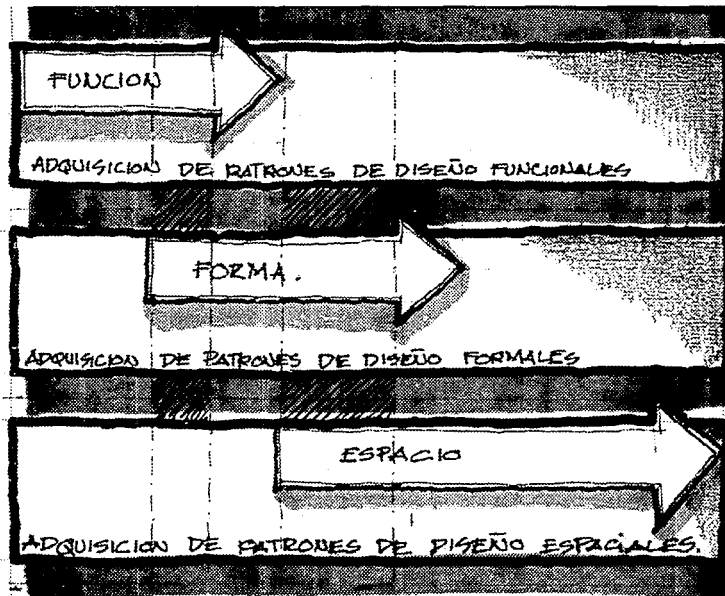 FUNCION
ADQUISICION DE PATRONES DE DISEÑO FUNCIONALES
FORMA.
ADQUISICION DE PATRONES DE DISEÑO FORMALES
ESPACIO
ADQUISICION DE PATRONES DE DISEÑO ESPACIALES.